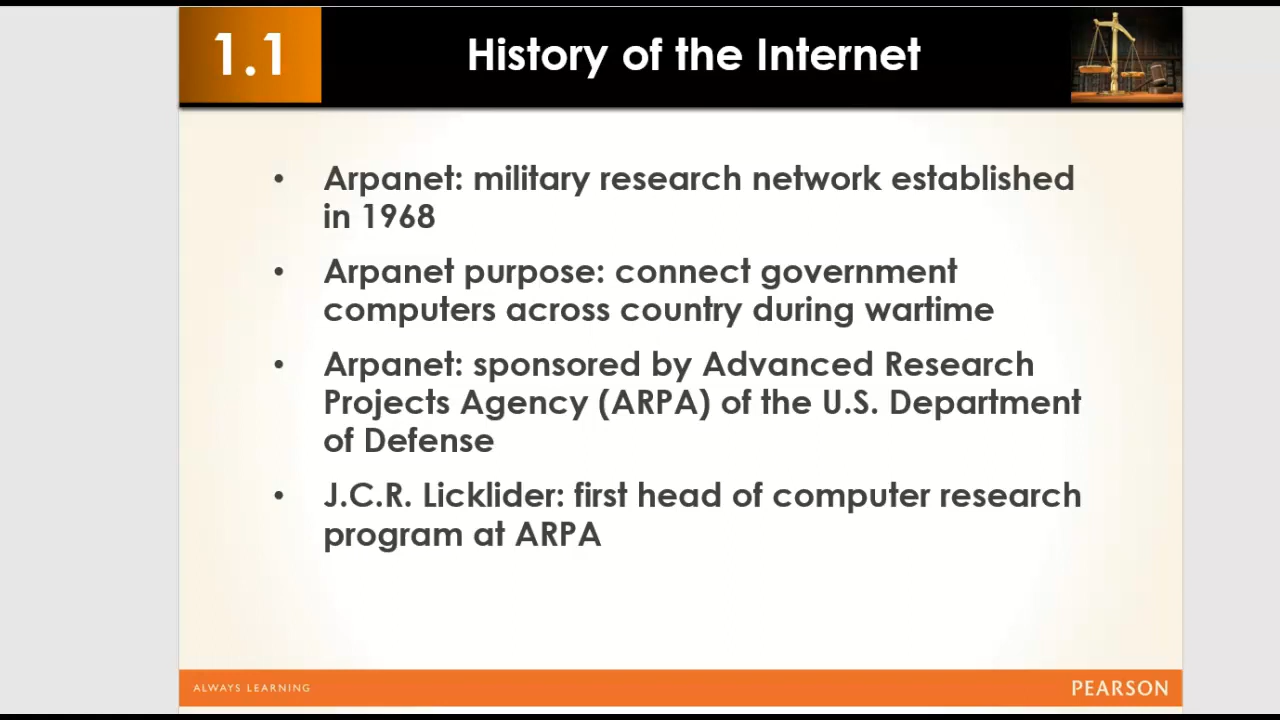 1.1
History of the Internet
• Arpanet: military research network established
in 1968
• Arpanet purpose: connect government
computers across country during wartime
• Arpanet: sponsored by Advanced Research
Projects Agency (ARPA) of the U.S. Department
of Defense
• J.C.R. Licklider: first head of computer research
program at ARPA
ALWAYS LEARNING
PEARSON